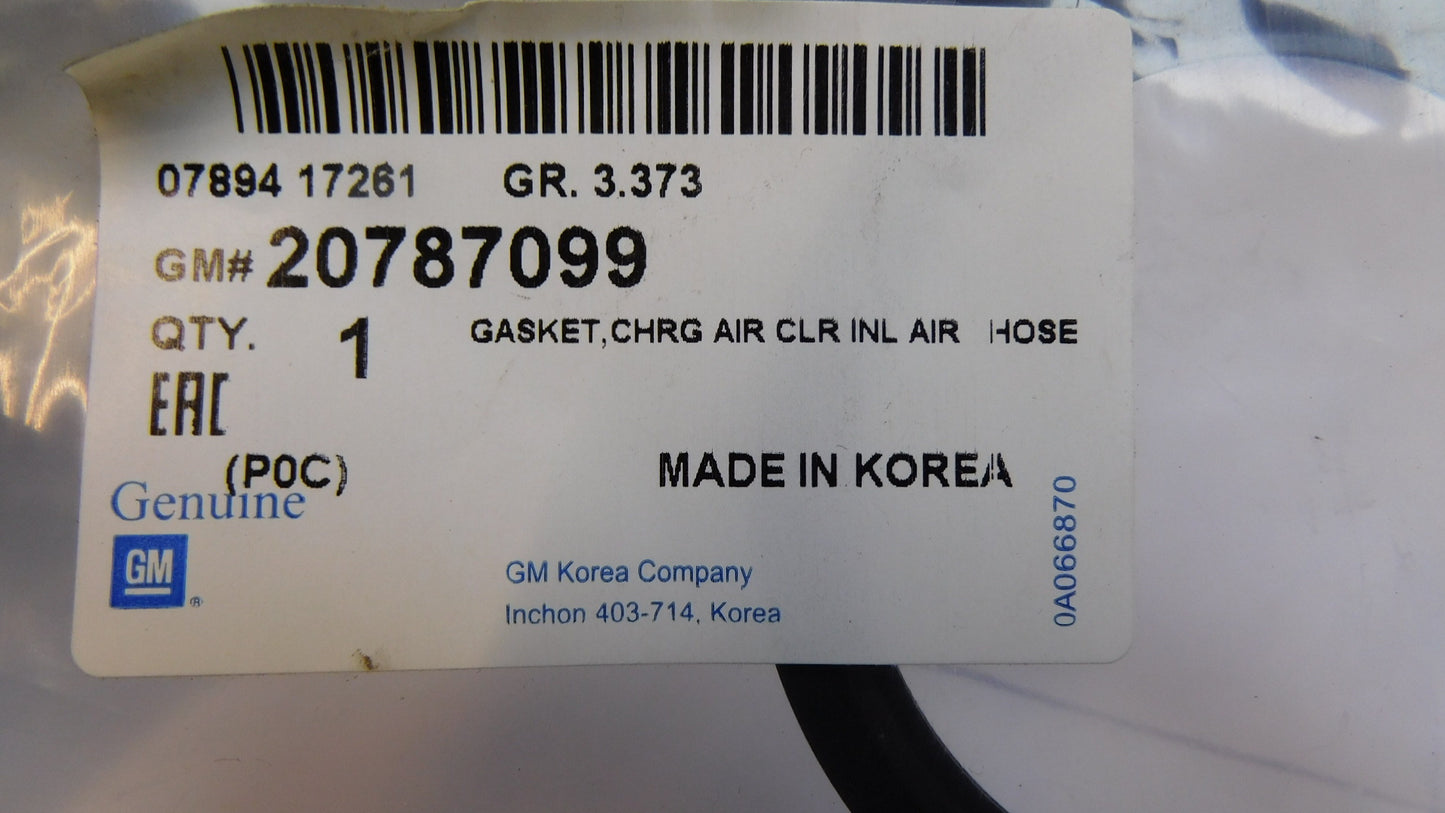 07894 17261 GR. 3.373
GM# 20787099
QTY. 1 GASKET,CHRG AIR CLR INL AIR HOSE
EAC
(P0C) MADE IN KOREA
Genuine
GM ®
GM Korea Company
Inchon 403-714, Korea
0A066870